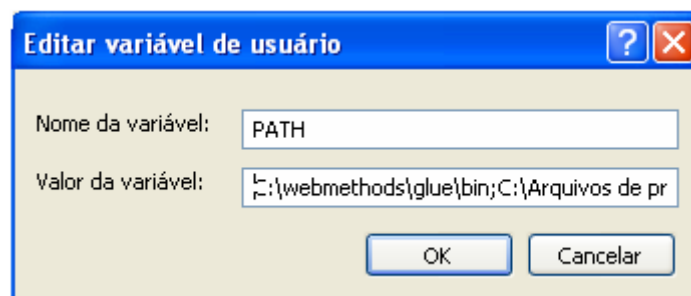 Editar variável de usuário
Nome da variável: PATH
Valor da variável: C:\webmethods\glue\bin;C:\Arquivos de pr
OK Cancelar